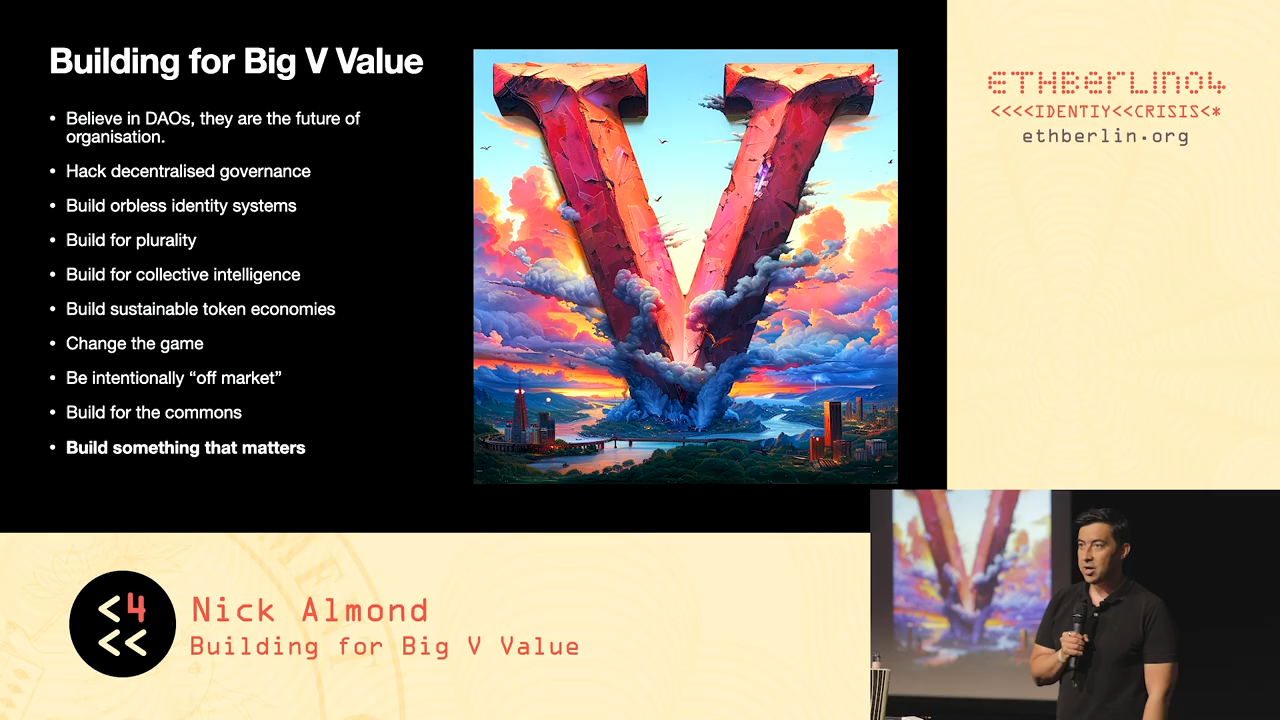 Building for Big V Value
• Believe in DAOs, they are the future of
organisation.
• Hack decentralised governance
• Build orbless identity systems
• Build for plurality
• Build for collective intelligence
• Build sustainable token economies
• Change the game
• Be intentionally “off market”
• Build for the commons
• Build something that matters
V
ETHBERLIN04
<<<<IDENTIY<<CRISIS<*
ethberlin.org
<4
<<
Nick Almond
Building for Big V Value